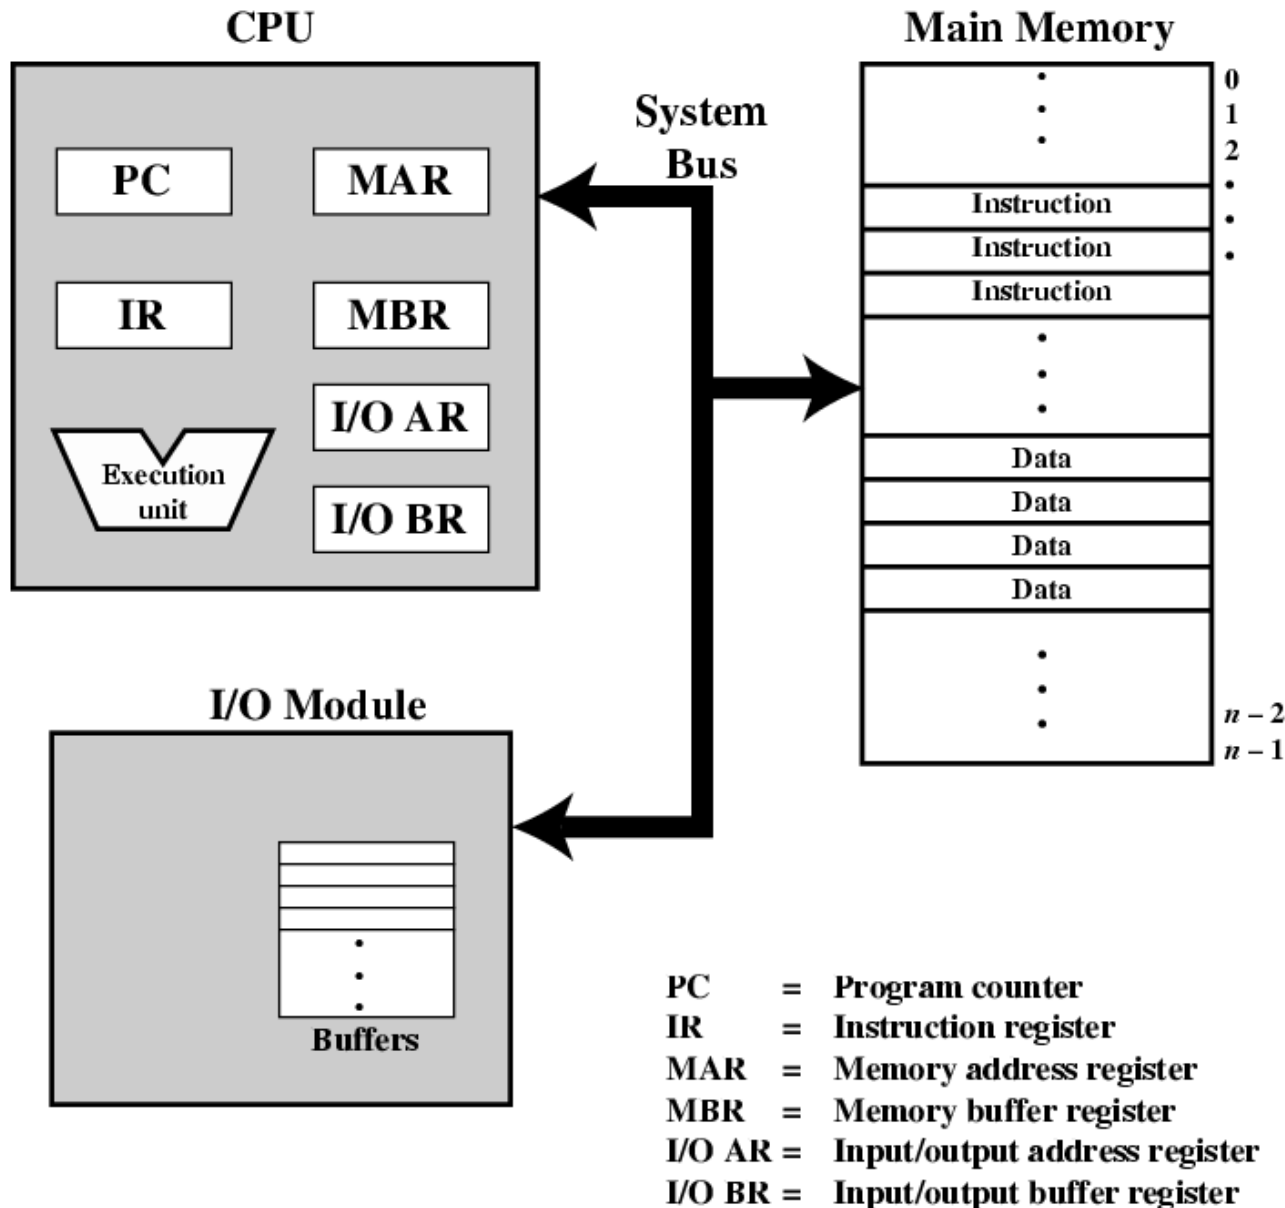 CPU
Main Memory
System
Bus
PC
MAR
IR
MBR
I/O AR
I/O BR
Execution
unit
0
1
2
Instruction
Instruction
Instruction
Data
Data
Data
Data
n – 2
n – 1
I/O Module
Buffers
PC = Program counter
IR = Instruction register
MAR = Memory address register
MBR = Memory buffer register
I/O AR = Input/output address register
I/O BR = Input/output buffer register